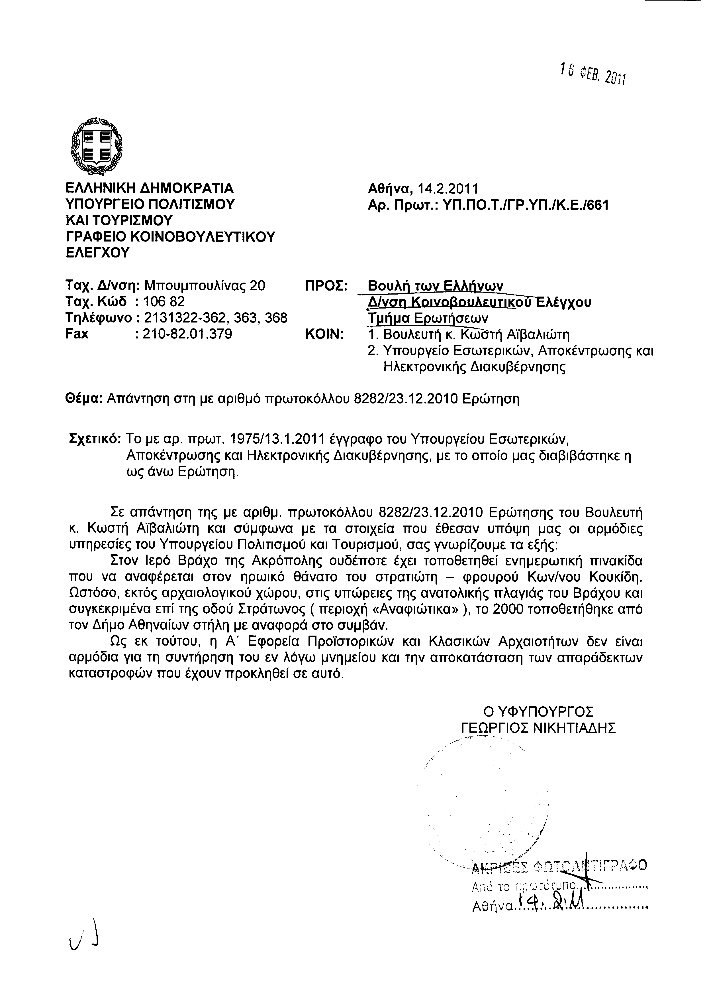 16 ΦΕΒ. 2011
ΕΛΛΗΝΙΚΗ ΔΗΜΟΚΡΑΤΙΑ
ΥΠΟΥΡΓΕΙΟ ΠΟΛΙΤΙΣΜΟΥ
ΚΑΙ ΤΟΥΡΙΣΜΟΥ
ΓΡΑΦΕΙΟ ΚΟΙΝΟΒΟΥΛΕΥΤΙΚΟΥ
ΕΛΕΓΧΟΥ
Αθήνα, 14.2.2011
Αρ. Πρωτ.: ΥΠ.ΠΟ.Τ./ΓΡ.ΥΠ./Κ.Ε./661
Ταχ. Δ/νση: Μπουμπουλίνας 20
Ταχ. Κώδ : 106 82
Τηλέφωνο : 2131322-362, 363, 368
Fax : 210-82.01.379
ΠΡΟΣ: Βουλή των Ελλήνων
Δ/νση Κοινοβουλευτικού Ελέγχου
Τμήμα Ερωτήσεων
ΚΟΙΝ: 1. Βουλευτή κ. Κωστή Αϊβαλιώτη
2. Υπουργείο Εσωτερικών, Αποκέντρωσης και
Ηλεκτρονικής Διακυβέρνησης
Θέμα: Απάντηση στη με αριθμό πρωτοκόλλου 8282/23.12.2010 Ερώτηση
Σχετικό: Το με αρ. πρωτ. 1975/13.1.2011 έγγραφο του Υπουργείου Εσωτερικών,
Αποκέντρωσης και Ηλεκτρονικής Διακυβέρνησης, με το οποίο μας διαβιβάστηκε η
ως άνω Ερώτηση.
Σε απάντηση της με αριθμ. πρωτοκόλλου 8282/23.12.2010 Ερώτησης του Βουλευτή
κ. Κωστή Αϊβαλιώτη και σύμφωνα με τα στοιχεία που έθεσαν υπόψη μας οι αρμόδιες
υπηρεσίες του Υπουργείου Πολιτισμού και Τουρισμού, σας γνωρίζουμε τα εξής:
Στον Ιερό Βράχο της Ακρόπολης ουδέποτε έχει τοποθετηθεί ενημερωτική πινακίδα
που να αναφέρεται στον ηρωικό θάνατο του στρατιώτη – φρουρού Κων/νου Κουκίδη.
Ωστόσο, εκτός αρχαιολογικού χώρου, στις υπώρειες της ανατολικής πλαγιάς του Βράχου και
συγκεκριμένα επί της οδού Στράτωνος ( περιοχή «Αναφιώτικα» ), το 2000 τοποθετήθηκε από
τον Δήμο Αθηναίων στήλη με αναφορά στο συμβάν.
Ως εκ τούτου, η Α΄ Εφορεία Προϊστορικών και Κλασικών Αρχαιοτήτων δεν είναι
αρμόδια για τη συντήρηση του εν λόγω μνημείου και την αποκατάσταση των απαράδεκτων
καταστροφών που έχουν προκληθεί σε αυτό.
Ο ΥΦΥΠΟΥΡΓΟΣ
ΓΕΩΡΓΙΟΣ ΝΙΚΗΤΙΑΔΗΣ
ΑΚΡΙΒΕΣ ΦΩΤΟΑΝΤΙΓΡΑΦΟ
Από το πρωτότυπο..................
Αθήνα.....14.2.11..................